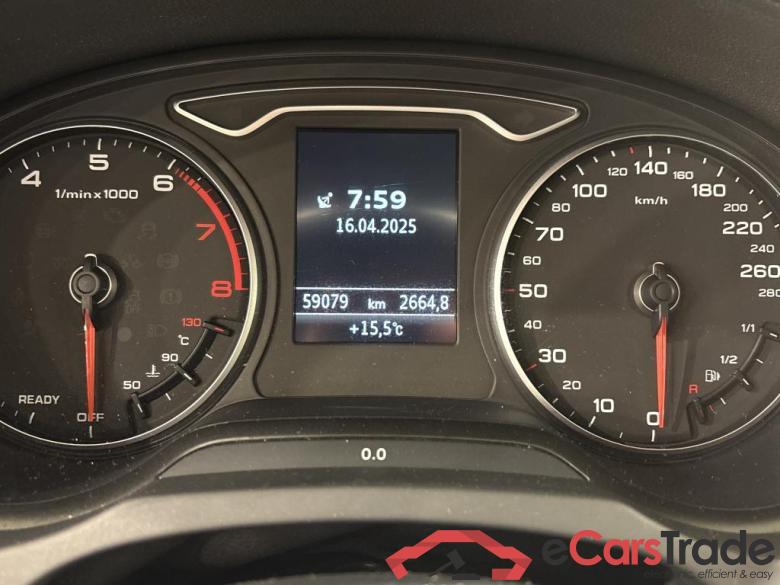 4 5 6 7 8
1/min x 1000
READY
OFF
50 90 130
°C
7:59
16.04.2025
59079 km 2664,8
+15,5°C
0.0
0 10 20 30 40 50 60 70 80 100 120 140 160 180 200 220 240 260 280
km/h
R 1/2 1/1
eCarsTrade
efficient & easy